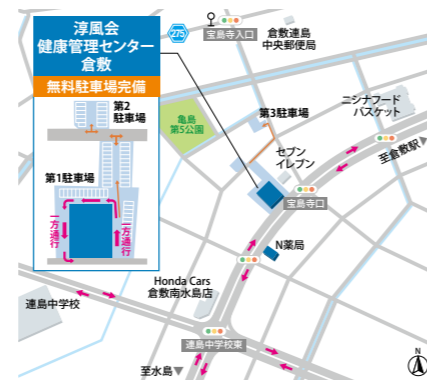 淳風会
健康管理センター
倉敷
無料駐車場完備
第2
駐車場
第1駐車場
一方通行
一方通行
275
宝島寺入口
倉敷連島
中央郵便局
亀島
第5公園
第3駐車場
ニシナフード
バスケット
セブン
イレブン
至倉敷駅▶
宝島寺口
N薬局
Honda Cars
倉敷南水島店
連島中学校
連島中学校東
至水島▼
N